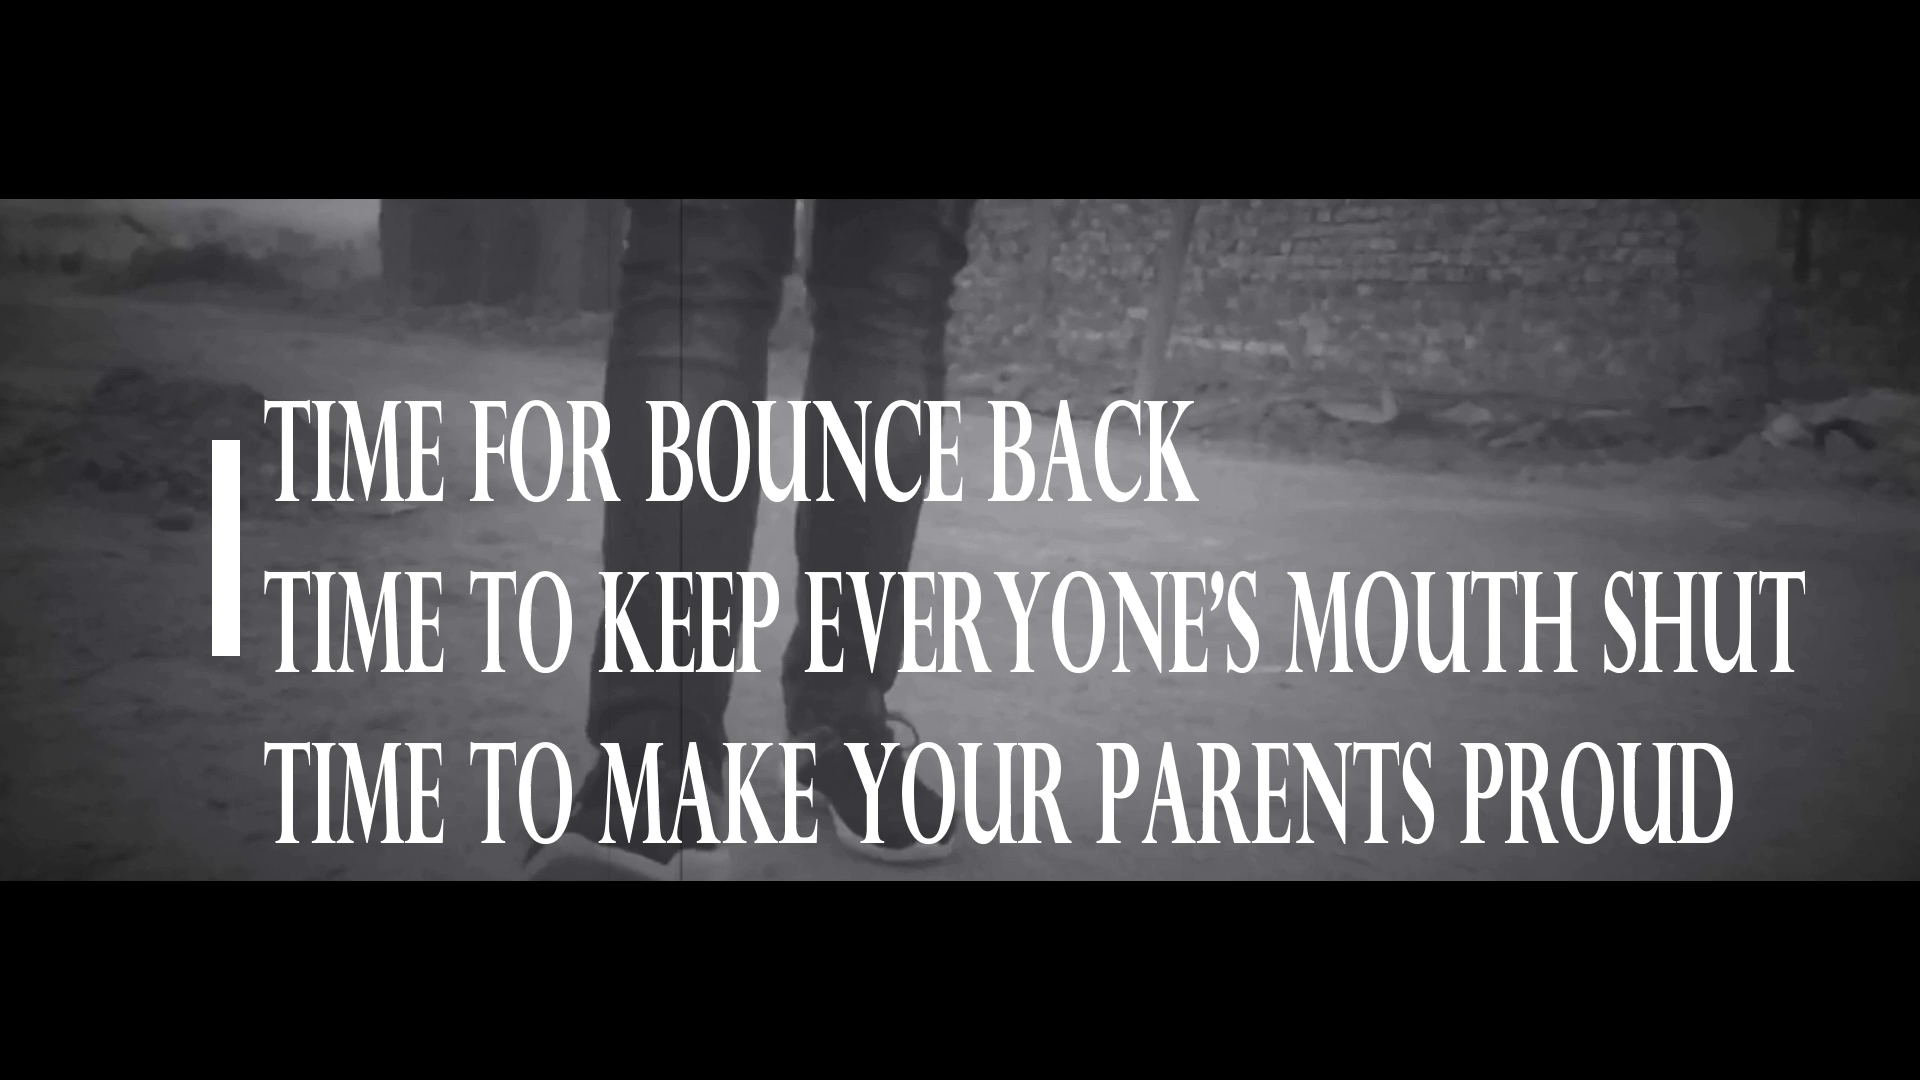 TIME FOR BOUNCE BACK
TIME TO KEEP EVERYONE'S MOUTH SHUT
TIME TO MAKE YOUR PARENTS PROUD